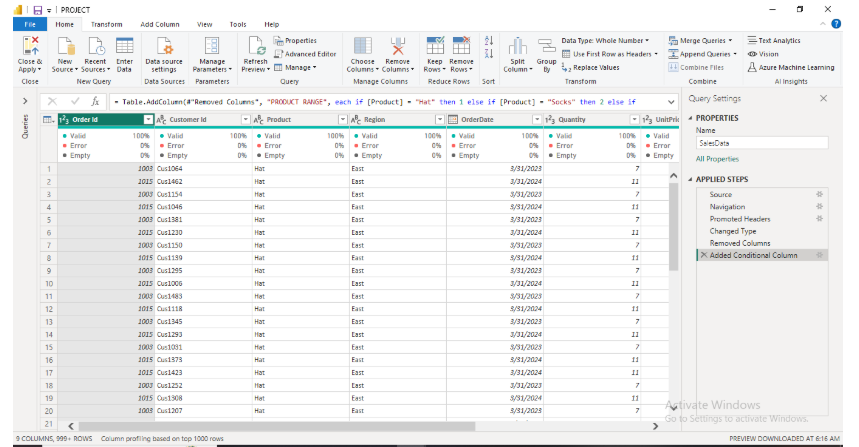 PROJECT
File Home Transform Add Column View Tools Help
Close & Apply
New Source
Recent Sources
Enter Data
Data source settings
Manage Parameters
Refresh Preview
Properties
Advanced Editor
Manage
Choose Columns
Remove Columns
Keep Rows
Remove Rows
Split Column
Group By
Data Type: Whole Number
Use First Row as Headers
Replace Values
Merge Queries
Append Queries
Combine Files
Text Analytics
Vision
Azure Machine Learning
Close New Query Data Sources Parameters Query Manage Columns Reduce Rows Sort Transform Combine AI Insights
= Table.AddColumn(#"Removed Columns", "PRODUCT RANGE", each if [Product] = "Hat" then 1 else if [Product] = "Socks" then 2 else if
Queries
Order Id Customer Id Product Region OrderDate Quantity UnitPric
Valid 100% Valid 100% Valid 100% Valid 100% Valid 100% Valid 100% Valid
Error 0% Error 0% Error 0% Error 0% Error 0% Error 0% Error
Empty 0% Empty 0% Empty 0% Empty 0% Empty 0% Empty 0% Empty
1 1003 Cus1064 Hat East 3/31/2023 7
2 1015 Cus1462 Hat East 3/31/2024 11
3 1003 Cus1154 Hat East 3/31/2023 7
4 1015 Cus1046 Hat East 3/31/2024 11
5 1003 Cus1381 Hat East 3/31/2023 7
6 1015 Cus1230 Hat East 3/31/2024 11
7 1003 Cus1150 Hat East 3/31/2023 7
8 1015 Cus1139 Hat East 3/31/2024 11
9 1003 Cus1295 Hat East 3/31/2023 7
10 1015 Cus1006 Hat East 3/31/2024 11
11 1003 Cus1483 Hat East 3/31/2023 7
12 1015 Cus1118 Hat East 3/31/2024 11
13 1003 Cus1345 Hat East 3/31/2023 7
14 1015 Cus1293 Hat East 3/31/2024 11
15 1003 Cus1031 Hat East 3/31/2023 7
16 1015 Cus1373 Hat East 3/31/2024 11
17 1015 Cus1423 Hat East 3/31/2024 11
18 1003 Cus1252 Hat East 3/31/2023 7
19 1015 Cus1308 Hat East 3/31/2024 11
20 1003 Cus1207 Hat East 3/31/2023 7
21
Query Settings
PROPERTIES
Name
SalesData
All Properties
APPLIED STEPS
Source
Navigation
Promoted Headers
Changed Type
Removed Columns
Added Conditional Column
Activate Windows
Go to Settings to activate Windows.
9 COLUMNS, 999+ ROWS Column profiling based on top 1000 rows PREVIEW DOWNLOADED AT 6:16 AM